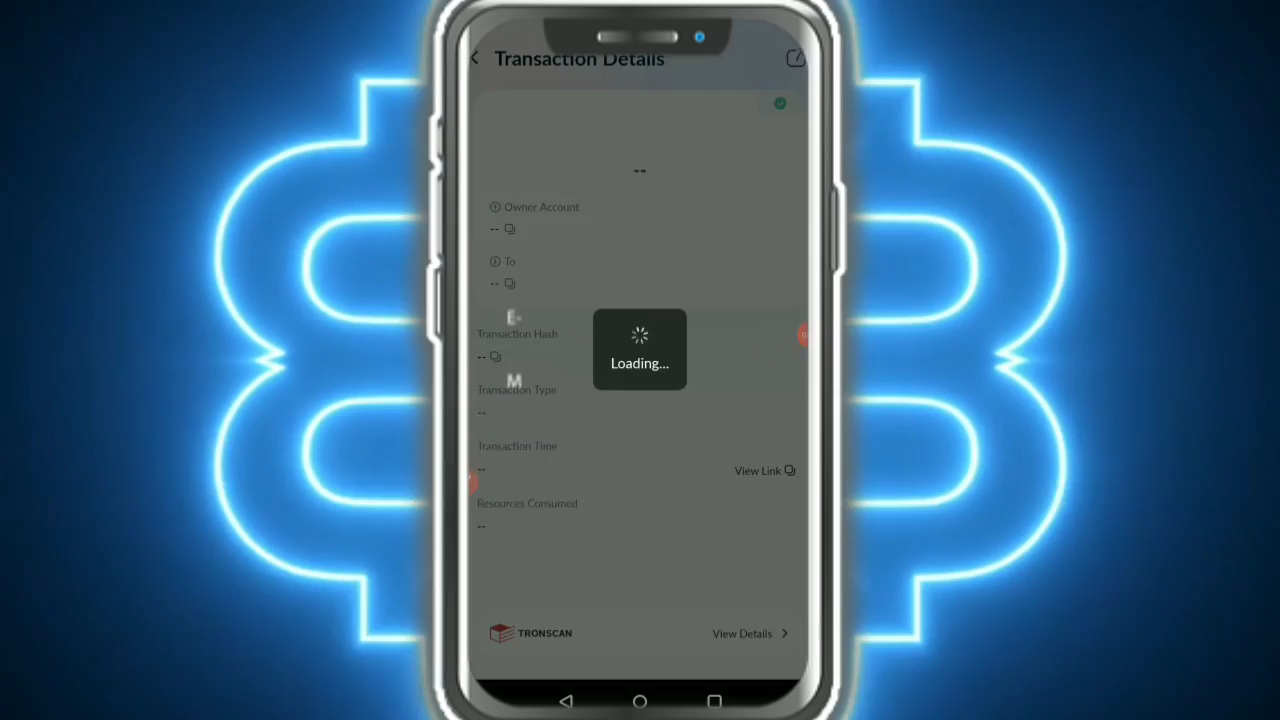 Transaction Details
--
Owner Account
--
To
--
E-
Transaction Hash
--
Loading...
M
Transaction Type
--
Transaction Time
--
View Link
Resources Consumed
--
TRONSCAN
View Details